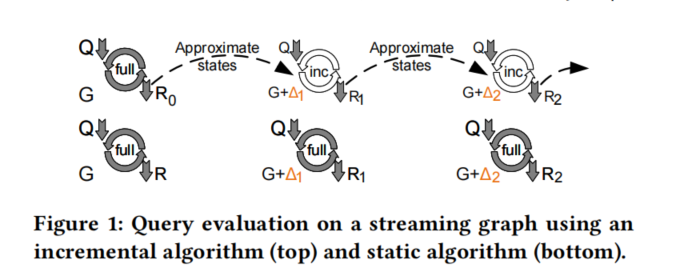 Q full G R0
Approximate states
Q inc G+Δ1 R1
Approximate states
Q inc G+Δ2 R2
Q full G R
Q full G+Δ1 R1
Q full G+Δ2 R2
Figure 1: Query evaluation on a streaming graph using an
incremental algorithm (top) and static algorithm (bottom).